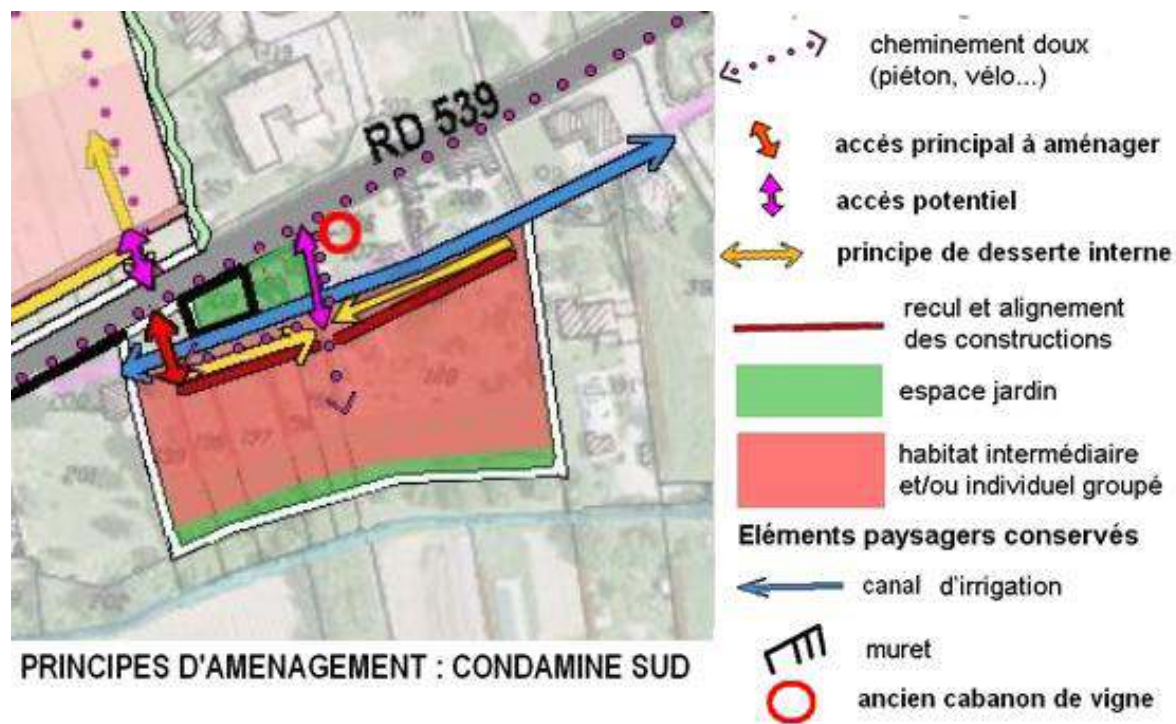 RD 539
PRINCIPES D'AMENAGEMENT : CONDAMINE SUD
cheminement doux
(piéton, vélo...)
accés principal à aménager
accés potentiel
principe de desserte interne
recul et alignement
des constructions
espace jardin
habitat intermédiaire
et/ou individuel groupé
Eléments paysagers conservés
canal d'irrigation
muret
ancien cabanon de vigne